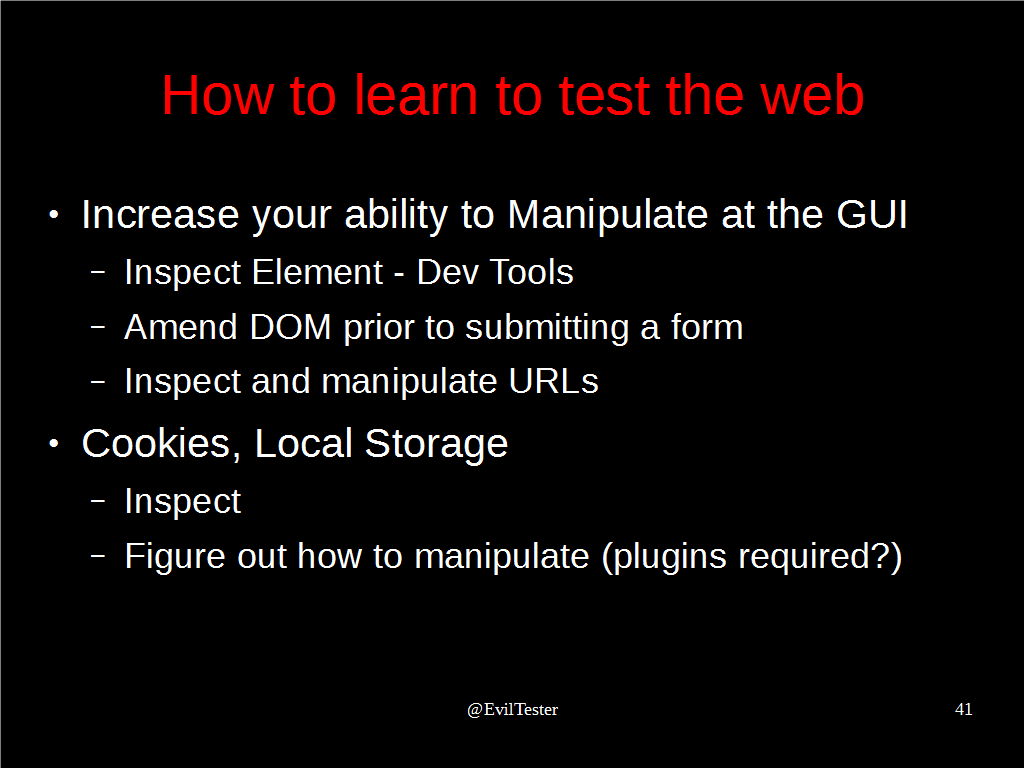 How to learn to test the web
• Increase your ability to Manipulate at the GUI
– Inspect Element - Dev Tools
– Amend DOM prior to submitting a form
– Inspect and manipulate URLs
• Cookies, Local Storage
– Inspect
– Figure out how to manipulate (plugins required?)
@EvilTester
41